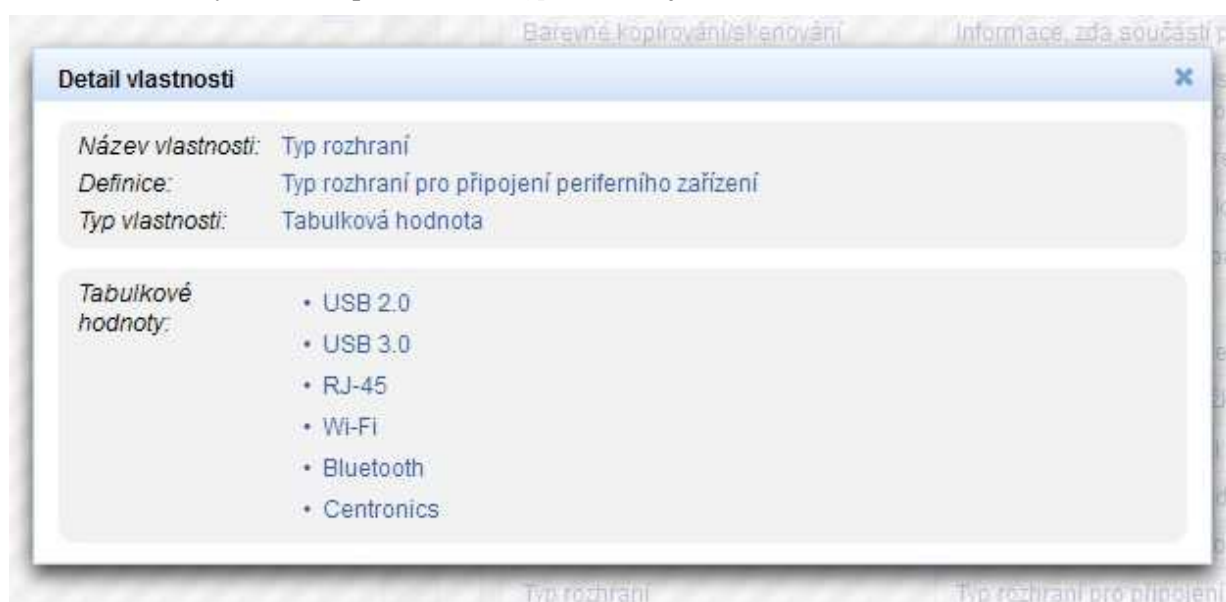 Barevné kopírování/skenování Informace, zda součástí p
Detail vlastnosti
Název vlastnosti: Typ rozhraní
Definice: Typ rozhraní pro připojení periferního zařízení
Typ vlastnosti: Tabulková hodnota
Tabulkové
hodnoty:
• USB 2.0
• USB 3.0
• RJ-45
• Wi-Fi
• Bluetooth
• Centronics
Typ rozhraní Typ rozhraní pro připojení